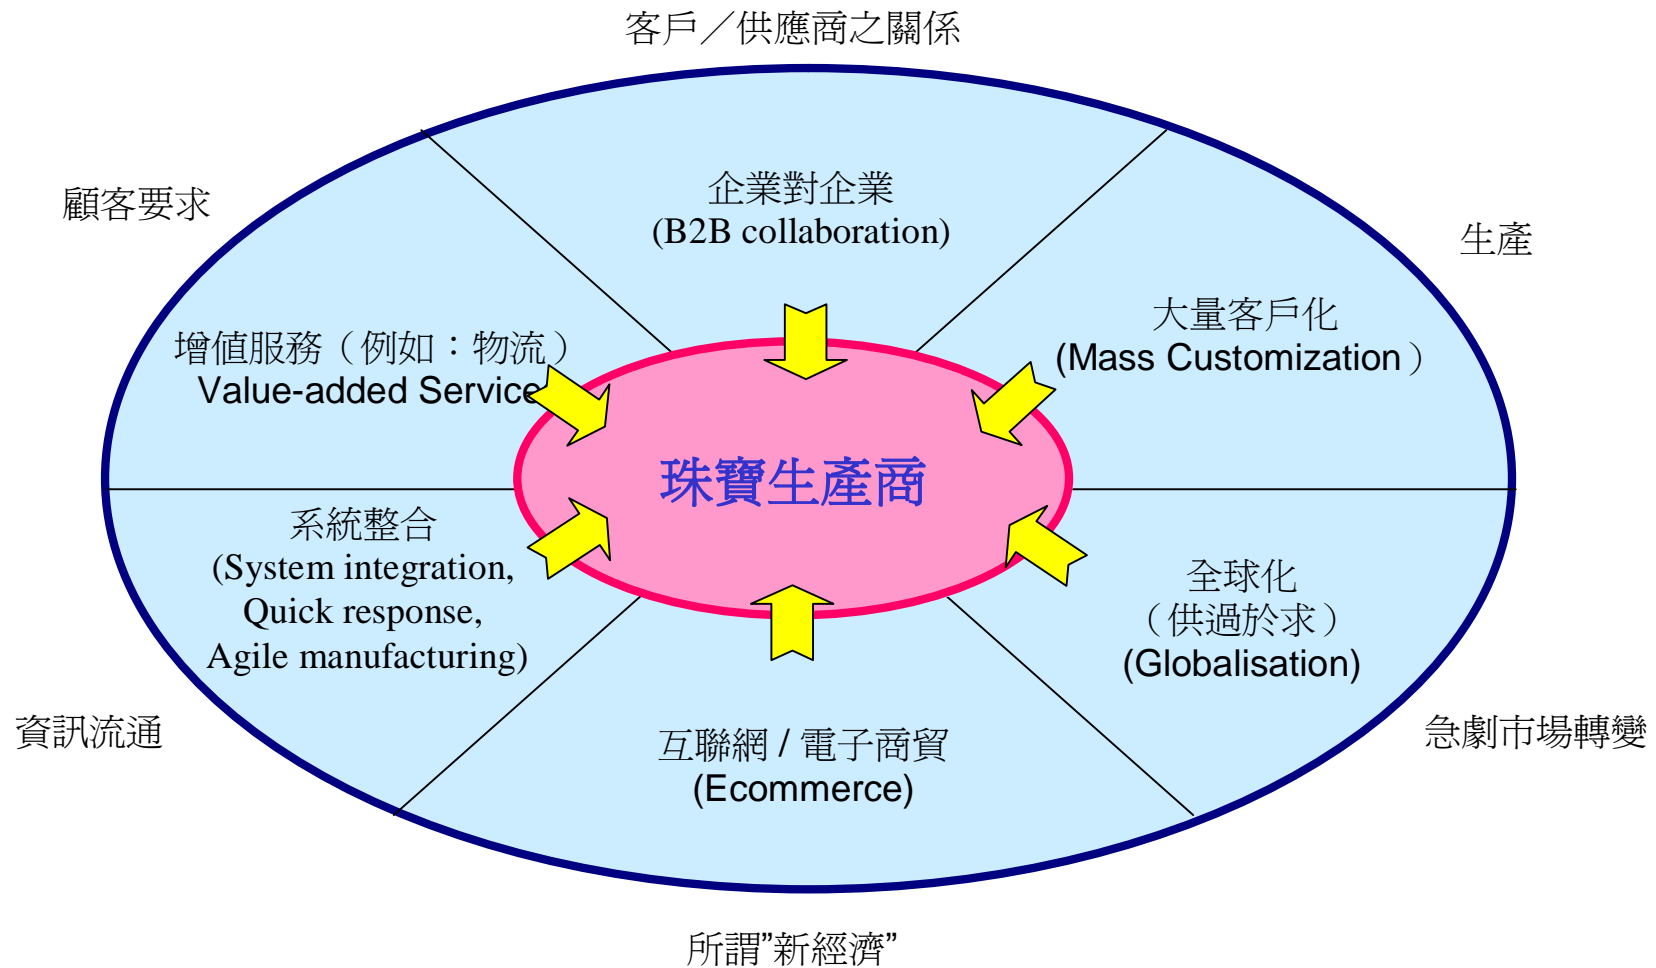 客戶／供應商之關係
顧客要求
企業對企業
(B2B collaboration)
生產
大量客戶化
(Mass Customization）
增值服務（例如：物流）
Value-added Service
珠寶生產商
系統整合
(System integration,
Quick response,
Agile manufacturing)
全球化
（供過於求）
(Globalisation)
資訊流通
互聯網 / 電子商貿
(Ecommerce)
急劇市場轉變
所謂”新經濟”